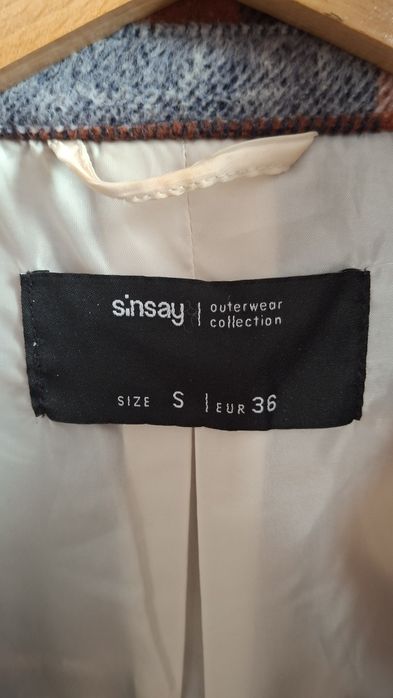 sinsay | outerwear
collection
SIZE S | EUR 36